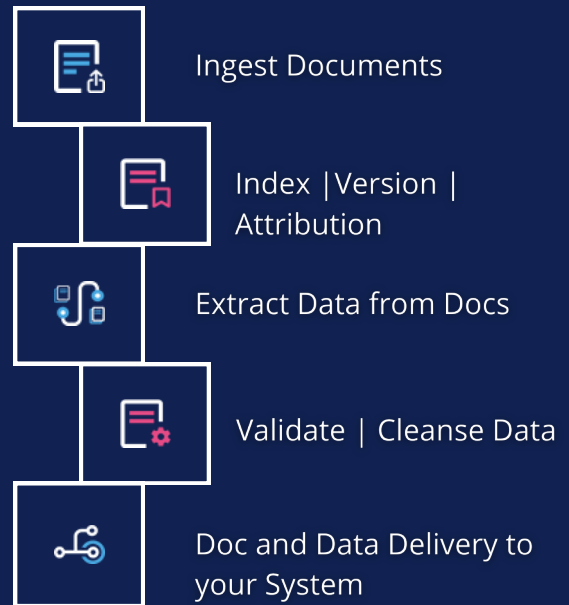 Ingest Documents
Index |Version |
Attribution
Extract Data from Docs
Validate | Cleanse Data
Doc and Data Delivery to
your System